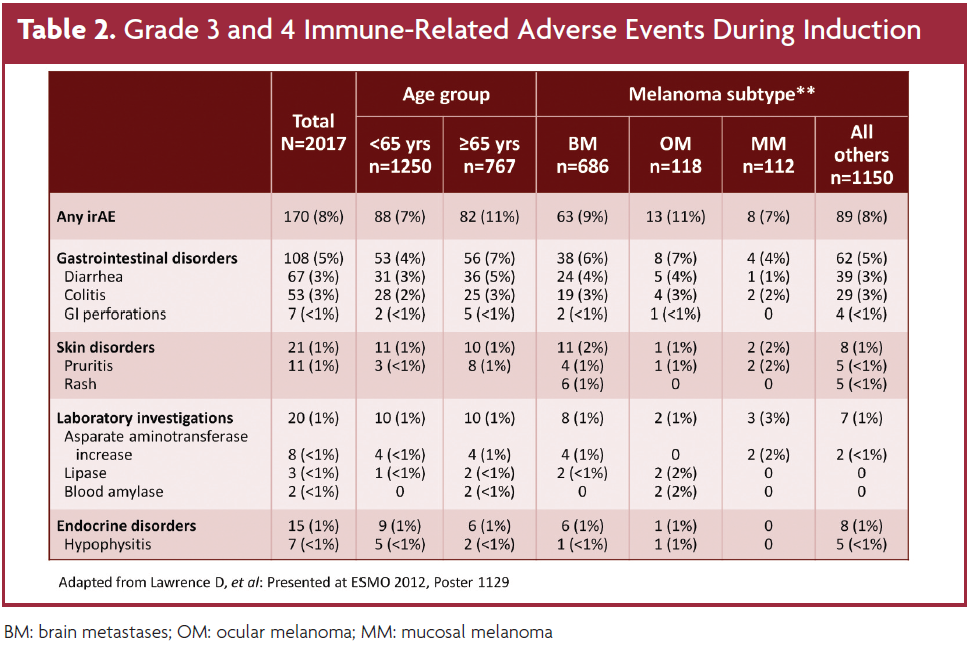 Table 2. Grade 3 and 4 Immune-Related Adverse Events During Induction
Total N=2017 Age group Melanoma subtype**
<65 yrs n=1250 ≥65 yrs n=767 BM n=686 OM n=118 MM n=112 All others n=1150
Any irAE 170 (8%) 88 (7%) 82 (11%) 63 (9%) 13 (11%) 8 (7%) 89 (8%)
Gastrointestinal disorders 108 (5%) 53 (4%) 56 (7%) 38 (6%) 8 (7%) 4 (4%) 62 (5%)
Diarrhea 67 (3%) 31 (3%) 36 (5%) 24 (4%) 5 (4%) 1 (1%) 39 (3%)
Colitis 53 (3%) 28 (2%) 25 (3%) 19 (3%) 4 (3%) 2 (2%) 29 (3%)
GI perforations 7 (<1%) 2 (<1%) 5 (<1%) 2 (<1%) 1 (<1%) 0 4 (<1%)
Skin disorders 21 (1%) 11 (1%) 10 (1%) 11 (2%) 1 (1%) 2 (2%) 8 (1%)
Pruritis 11 (1%) 3 (<1%) 8 (1%) 4 (1%) 1 (1%) 2 (2%) 5 (<1%)
Rash 6 (1%) 0 0 5 (<1%)
Laboratory investigations 20 (1%) 10 (1%) 10 (1%) 8 (1%) 2 (1%) 3 (3%) 7 (1%)
Asparate aminotransferase
increase 8 (<1%) 4 (<1%) 4 (1%) 4 (1%) 0 2 (2%) 2 (<1%)
Lipase 3 (<1%) 1 (<1%) 2 (<1%) 2 (<1%) 2 (2%) 0 0
Blood amylase 2 (<1%) 0 2 (<1%) 0 2 (2%) 0 0
Endocrine disorders 15 (1%) 9 (1%) 6 (1%) 6 (1%) 1 (1%) 0 8 (1%)
Hypophysitis 7 (<1%) 5 (<1%) 2 (<1%) 1 (<1%) 1 (1%) 0 5 (<1%)
Adapted from Lawrence D, et al: Presented at ESMO 2012, Poster 1129
BM: brain metastases; OM: ocular melanoma; MM: mucosal melanoma